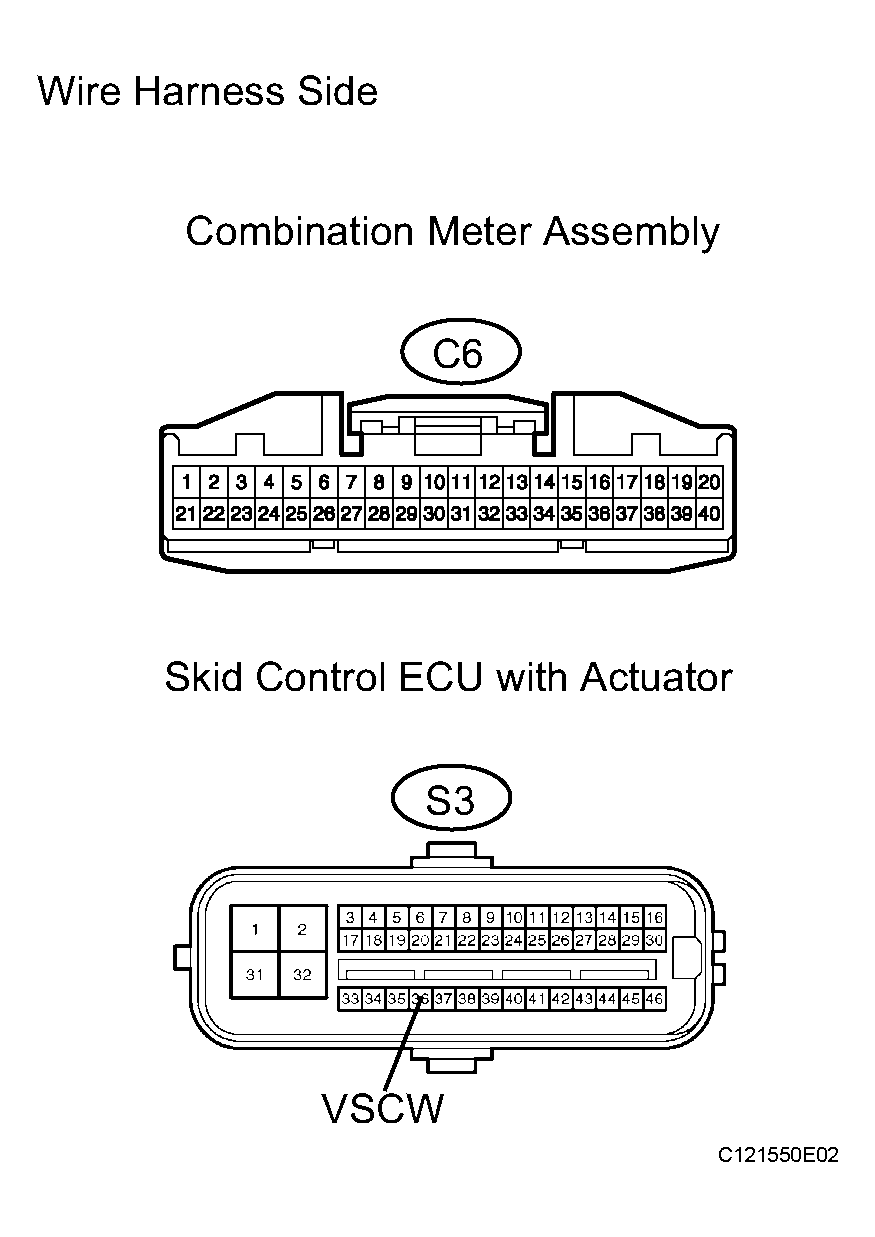 Wire Harness Side
Combination Meter Assembly
C6
1 2 3 4 5 6 7 8 9 10 11 12 13 14 15 16 17 18 19 20
21 22 23 24 25 26 27 28 29 30 31 32 33 34 35 36 37 38 39 40
Skid Control ECU with Actuator
S3
1 2
31 32
3 4 5 6 7 8 9 10 11 12 13 14 15 16
17 18 19 20 21 22 23 24 25 26 27 28 29 30
33 34 35 36 37 38 39 40 41 42 43 44 45 46
VSCW
C121550E02